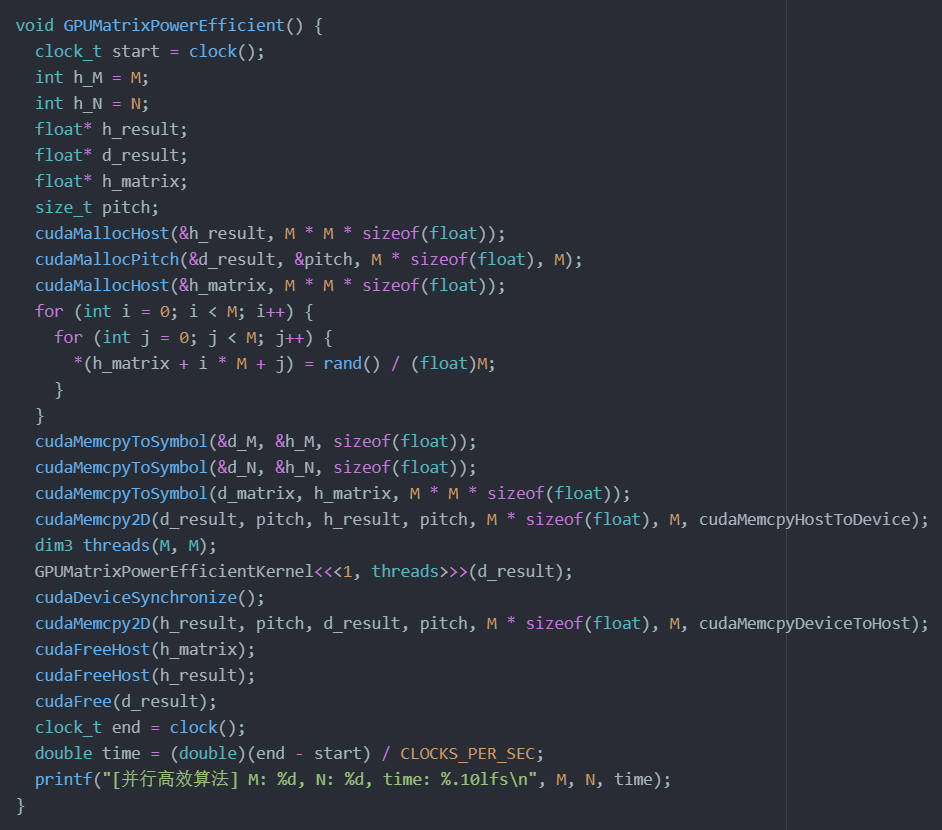 void GPUMatrixPowerEfficient() {
  clock_t start = clock();
  int h_M = M;
  int h_N = N;
  float* h_result;
  float* d_result;
  float* h_matrix;
  size_t pitch;
  cudaMallocHost(&h_result, M * M * sizeof(float));
  cudaMallocPitch(&d_result, &pitch, M * sizeof(float), M);
  cudaMallocHost(&h_matrix, M * M * sizeof(float));
  for (int i = 0; i < M; i++) {
    for (int j = 0; j < M; j++) {
      *(h_matrix + i * M + j) = rand() / (float)M;
    }
  }
  cudaMemcpyToSymbol(&d_M, &h_M, sizeof(float));
  cudaMemcpyToSymbol(&d_N, &h_N, sizeof(float));
  cudaMemcpyToSymbol(d_matrix, h_matrix, M * M * sizeof(float));
  cudaMemcpy2D(d_result, pitch, h_result, pitch, M * sizeof(float), M, cudaMemcpyHostToDevice);
  dim3 threads(M, M);
  GPUMatrixPowerEfficientKernel<<<1, threads>>>(d_result);
  cudaDeviceSynchronize();
  cudaMemcpy2D(h_result, pitch, d_result, pitch, M * sizeof(float), M, cudaMemcpyDeviceToHost);
  cudaFreeHost(h_matrix);
  cudaFreeHost(h_result);
  cudaFree(d_result);
  clock_t end = clock();
  double time = (double)(end - start) / CLOCKS_PER_SEC;
  printf("[并行高效算法] M: %d, N: %d, time: %.10lfs\n", M, N, time);
}